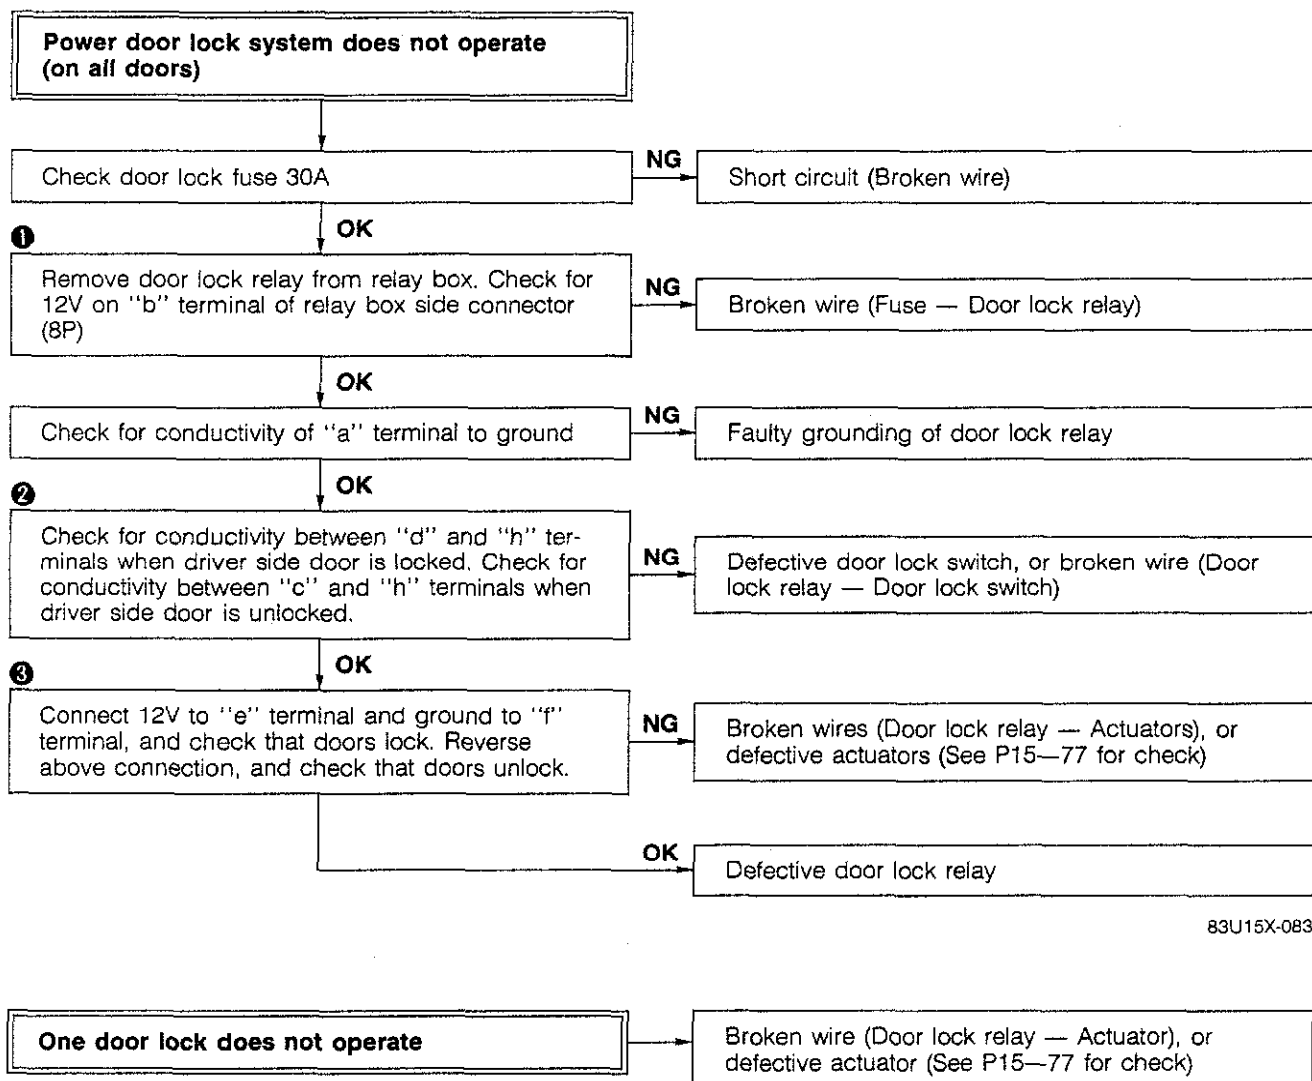 Power door lock system does not operate
(on all doors)
Check door lock fuse 30A
NG
Short circuit (Broken wire)
OK
❶
Remove door lock relay from relay box. Check for
12V on "b" terminal of relay box side connector
(8P)
NG
Broken wire (Fuse — Door lock relay)
OK
Check for conductivity of "a" terminal to ground
NG
Faulty grounding of door lock relay
OK
❷
Check for conductivity between "d" and "h" ter-
minals when driver side door is locked. Check for
conductivity between "c" and "h" terminals when
driver side door is unlocked.
NG
Defective door lock switch, or broken wire (Door
lock relay — Door lock switch)
OK
❸
Connect 12V to "e" terminal and ground to "f"
terminal, and check that doors lock. Reverse
above connection, and check that doors unlock.
NG
Broken wires (Door lock relay — Actuators), or
defective actuators (See P15—77 for check)
OK
Defective door lock relay
83U15X-083
One door lock does not operate
Broken wire (Door lock relay — Actuator), or
defective actuator (See P15—77 for check)